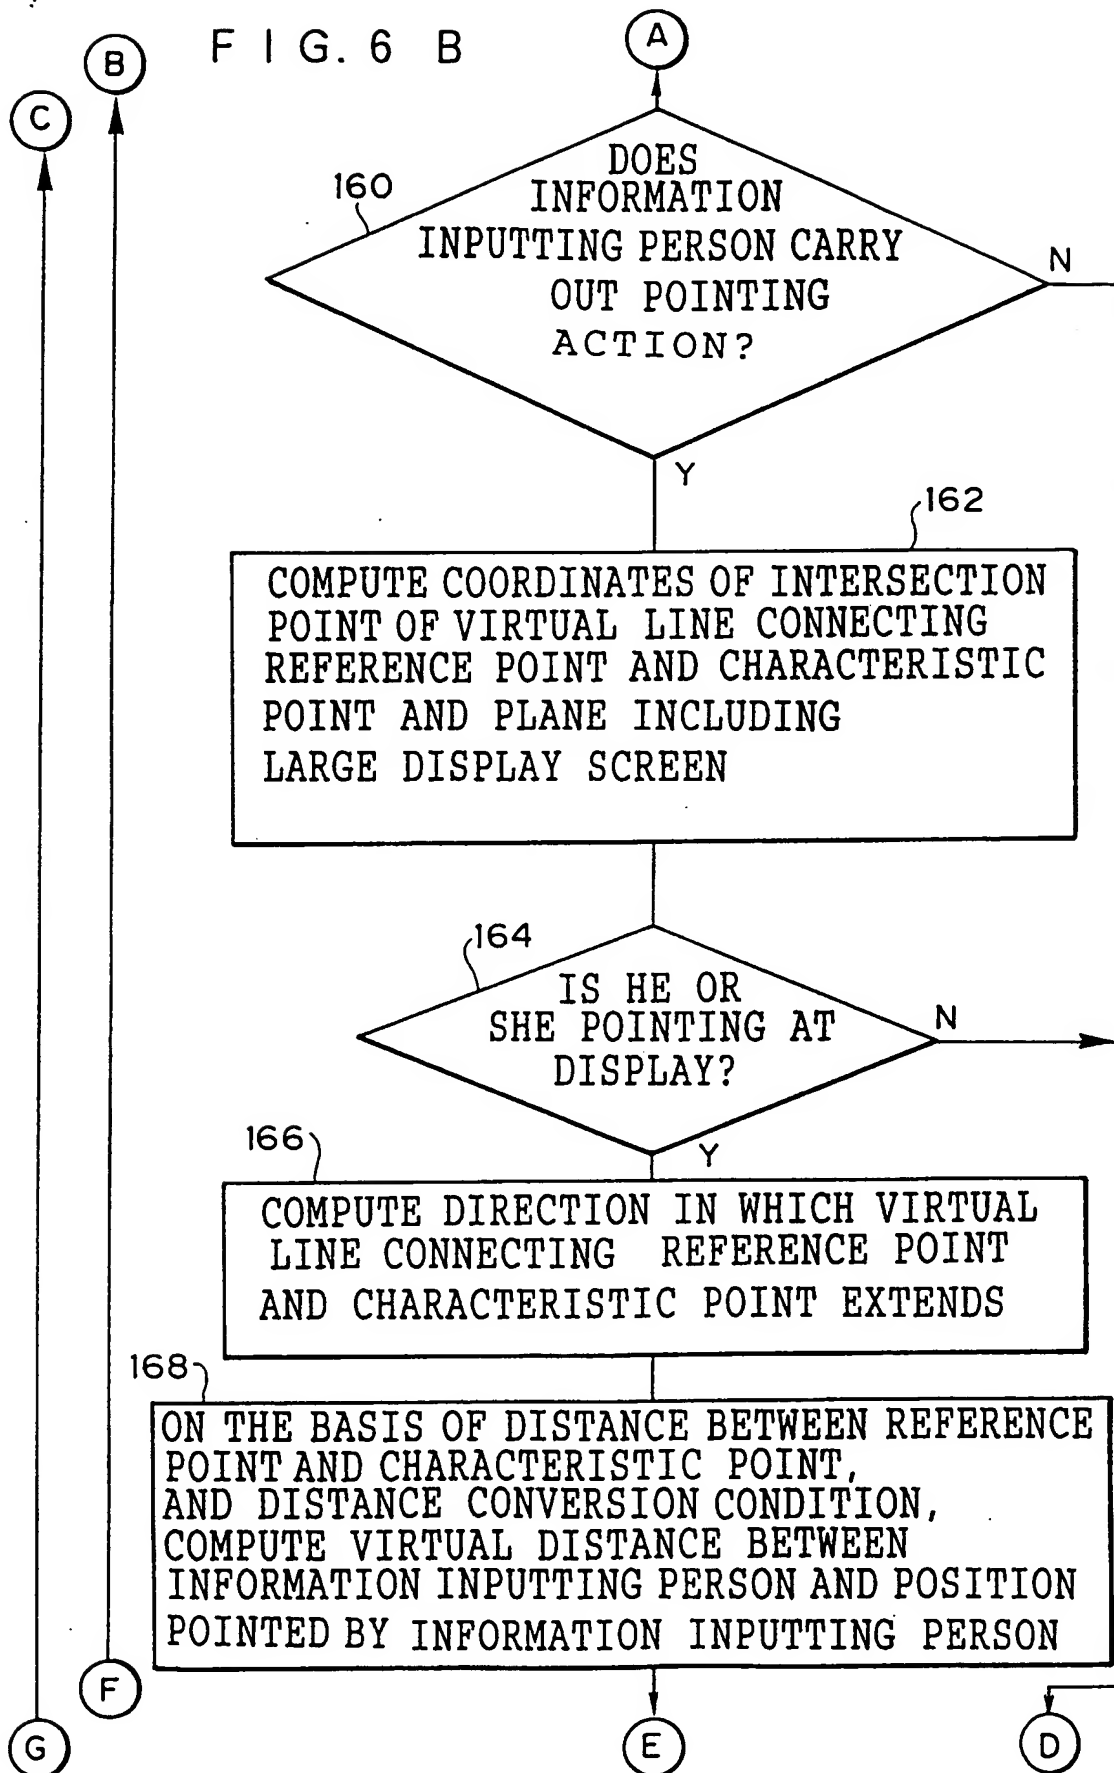 FIG. 6 B
A
B
C
160
DOES
INFORMATION
INPUTTING PERSON CARRY
OUT POINTING
ACTION?
N
Y
162
COMPUTE COORDINATES OF INTERSECTION
POINT OF VIRTUAL LINE CONNECTING
REFERENCE POINT AND CHARACTERISTIC
POINT AND PLANE INCLUDING
LARGE DISPLAY SCREEN
164
IS HE OR
SHE POINTING AT
DISPLAY?
N
Y
166
COMPUTE DIRECTION IN WHICH VIRTUAL
LINE CONNECTING REFERENCE POINT
AND CHARACTERISTIC POINT EXTENDS
168
ON THE BASIS OF DISTANCE BETWEEN REFERENCE
POINT AND CHARACTERISTIC POINT,
AND DISTANCE CONVERSION CONDITION,
COMPUTE VIRTUAL DISTANCE BETWEEN
INFORMATION INPUTTING PERSON AND POSITION
POINTED BY INFORMATION INPUTTING PERSON
F
G
E
D